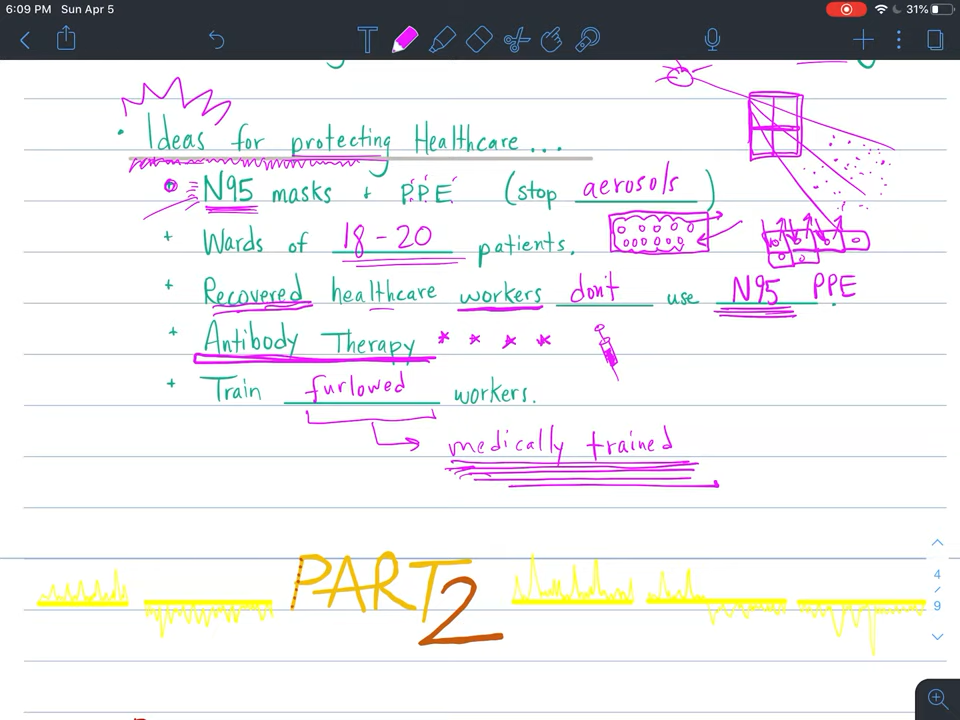 6:09 PM Sun Apr 5 31%
T
• Ideas for protecting Healthcare...
+ N95 masks + P.P.E (stop aerosols)
+ Wards of 18-20 patients.
+ Recovered healthcare workers don't use N95 PPE.
+ Antibody Therapy * * * *
+ Train furlowed workers.
medically trained
4/9
PART 2